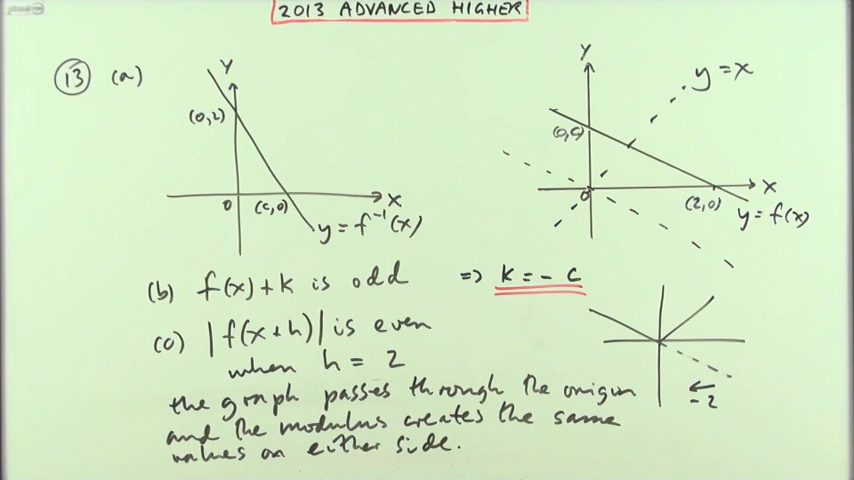 2013 ADVANCED HIGHER
13 (a)
Y
(0,2)
0
(c,0)
X
y = f⁻¹(x)
Y
y = x
(0,c)
0
(2,0)
X
y = f(x)
(b) f(x)+k is odd ⇒ k = - c
(c) |f(x+h)| is even
when h = 2
the graph passes through the origin
and the modulus creates the same
values on either side.
←
-2